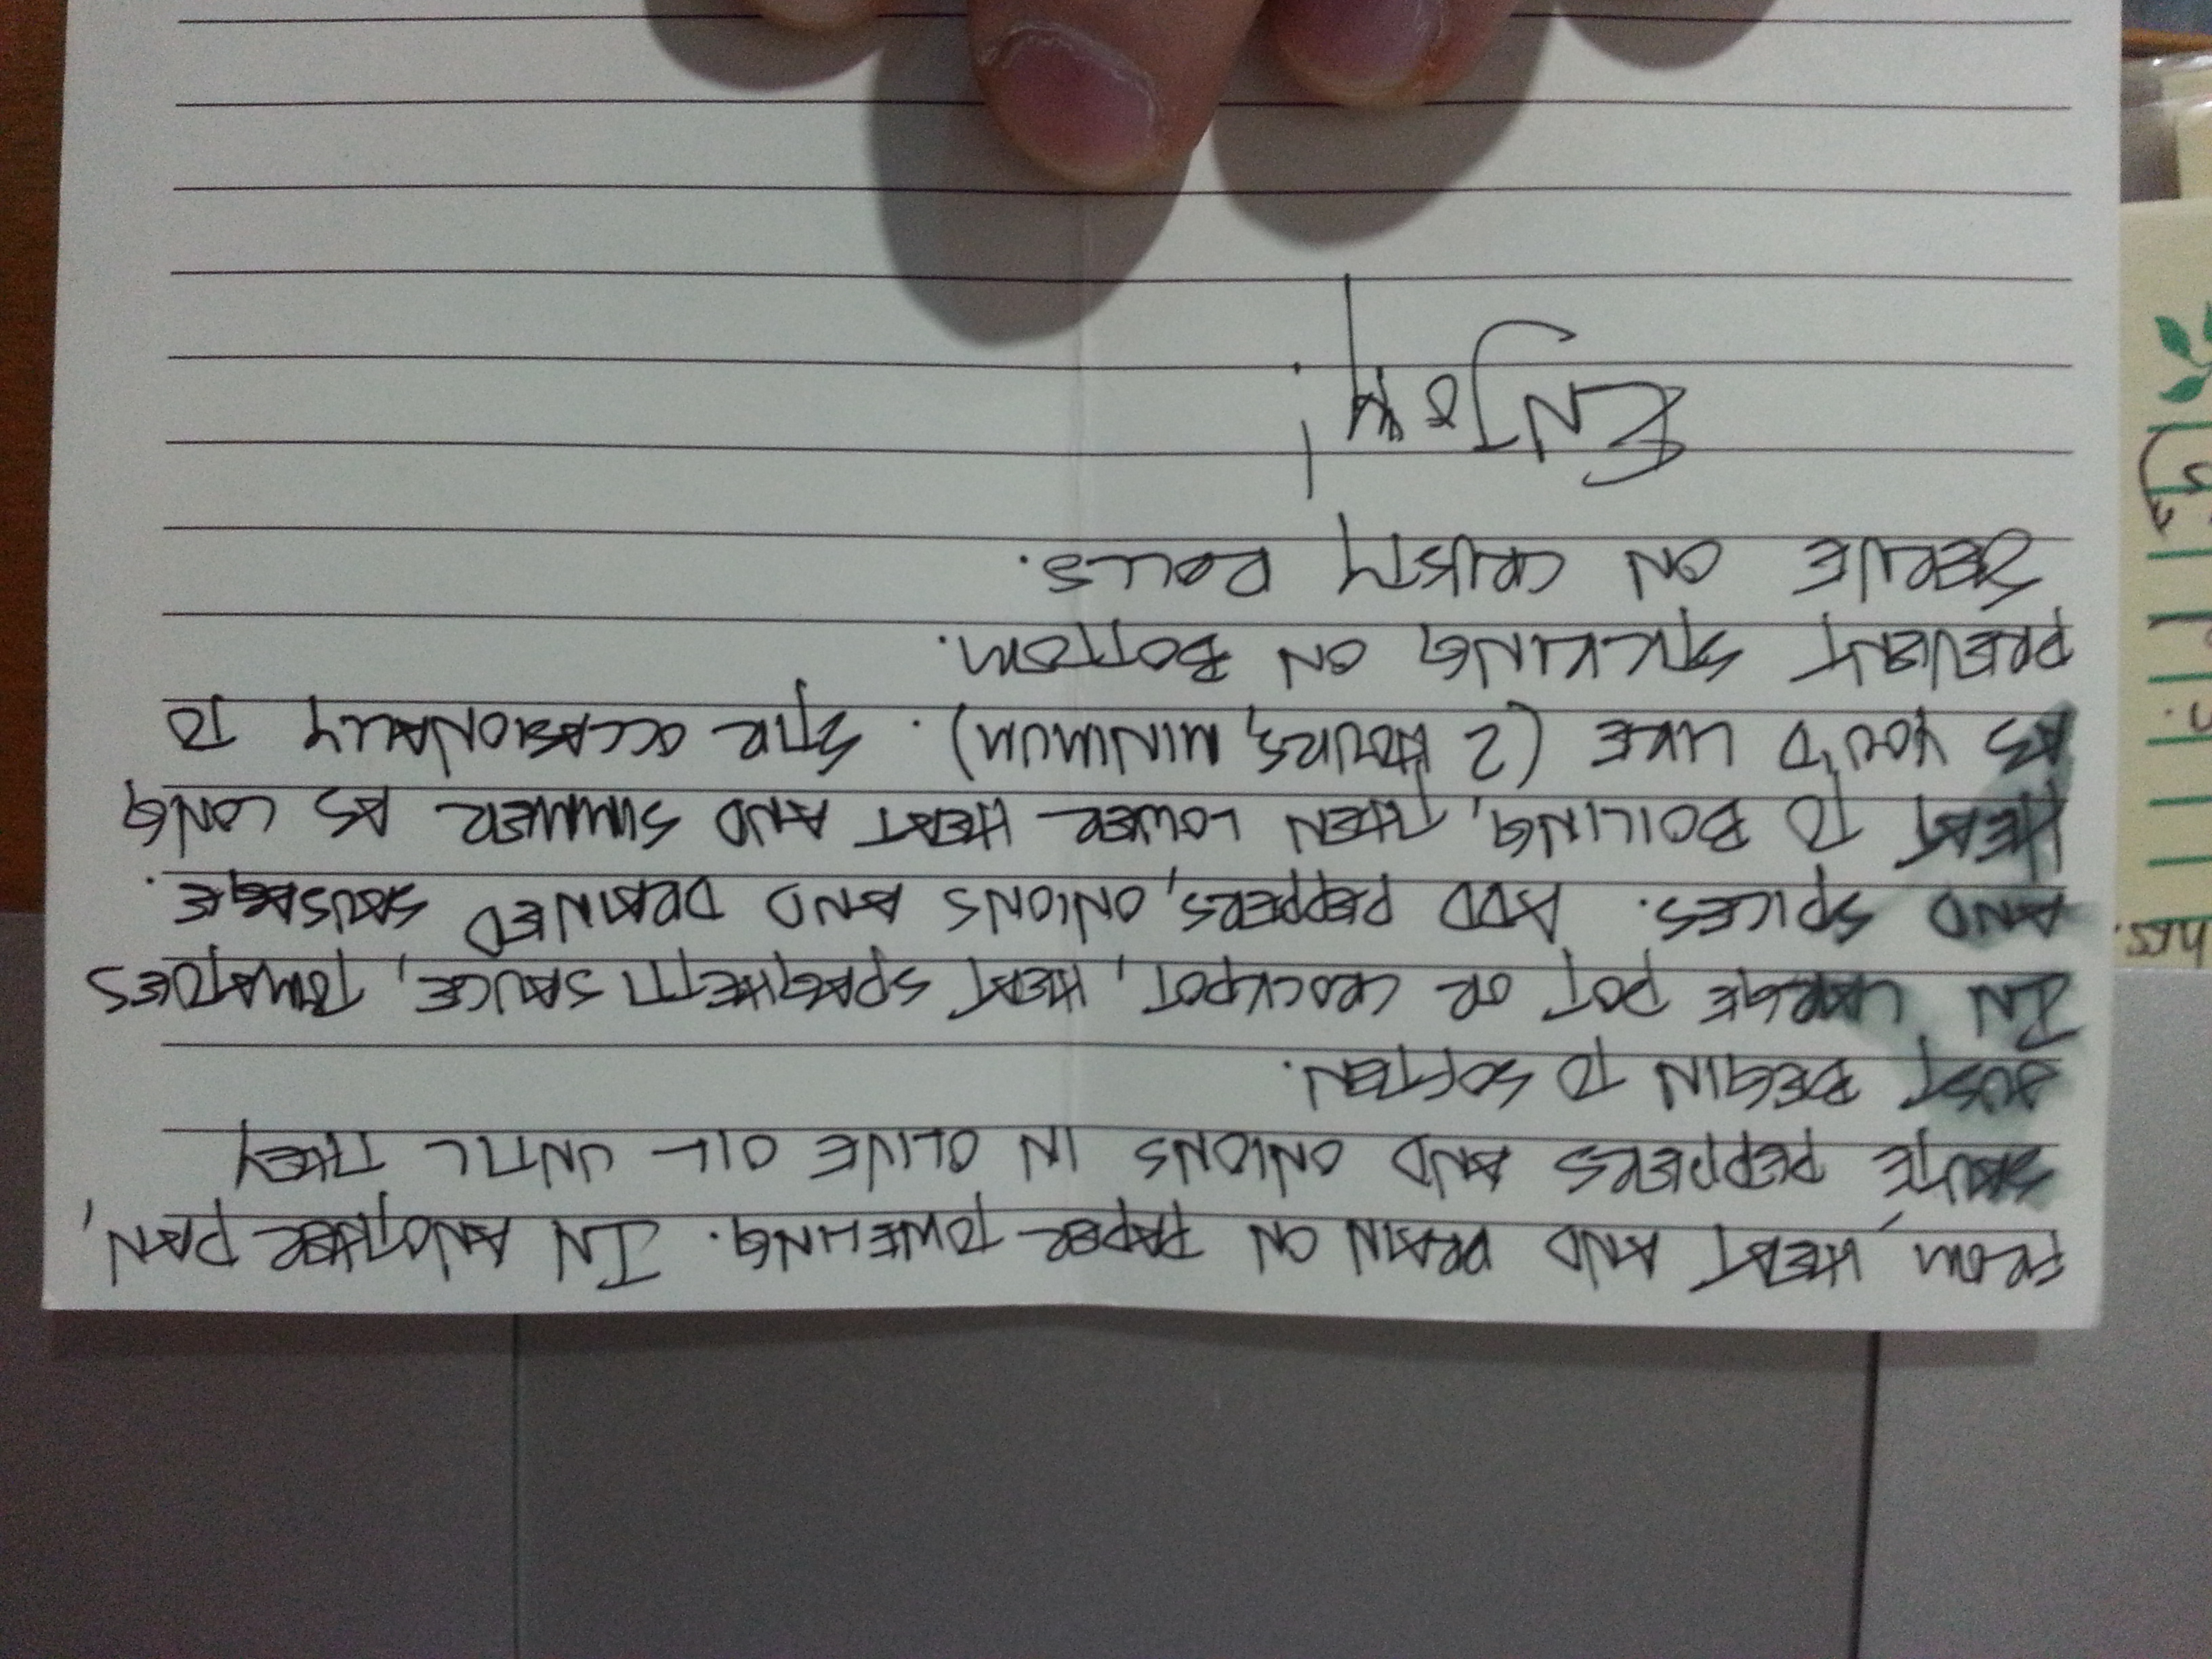 FROM HEAT AND DRAIN ON PAPER TOWELING. IN ANOTHER PAN,
SAUTÉ PEPPERS AND ONIONS IN OLIVE OIL UNTIL THEY
JUST BEGIN TO SOFTEN.
IN LARGE POT OR CROCKPOT, HEAT SPAGHETTI SAUCE, TOMATOES
AND SPICES. ADD PEPPERS, ONIONS AND DRAINED SAUSAGE.
HEAT TO BOILING, THEN LOWER HEAT AND SIMMER AS LONG
AS YOU'D LIKE (2 HOURS, MINIMUM). STIR OCCASIONALLY TO
PREVENT STICKING ON BOTTOM.
SERVE ON CRUSTY ROLLS.
ENJOY!